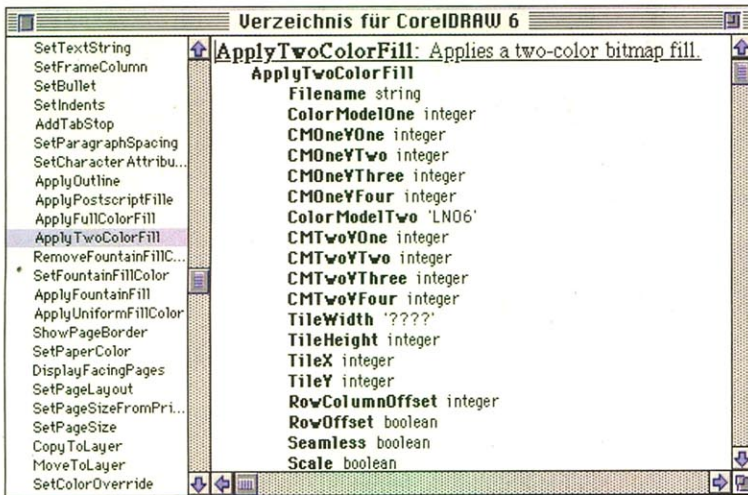 Verzeichnis für CorelDRAW 6
SetTextString
SetFrameColumn
SetBullet
SetIndents
AddTabStop
SetParagraphSpacing
SetCharacterAttribu...
ApplyOutline
ApplyPostscriptFille
ApplyFullColorFill
ApplyTwoColorFill
RemoveFountainFillC...
SetFountainFillColor
ApplyFountainFill
ApplyUniformFillColor
ShowPageBorder
SetPaperColor
DisplayFacingPages
SetPageLayout
SetPageSizeFromPri...
SetPageSize
CopyToLayer
MoveToLayer
SetColorOverride
ApplyTwoColorFill: Applies a two-color bitmap fill.
ApplyTwoColorFill
Filename string
ColorModelOne integer
CMOneVOne integer
CMOneVTwo integer
CMOneVThree integer
CMOneVFour integer
ColorModelTwo 'LN06'
CMTwoVOne integer
CMTwoVTwo integer
CMTwoVThree integer
CMTwoVFour integer
TileWidth '????'
TileHeight integer
TileX integer
TileY integer
RowColumnOffset integer
RowOffset boolean
Seamless boolean
Scale boolean